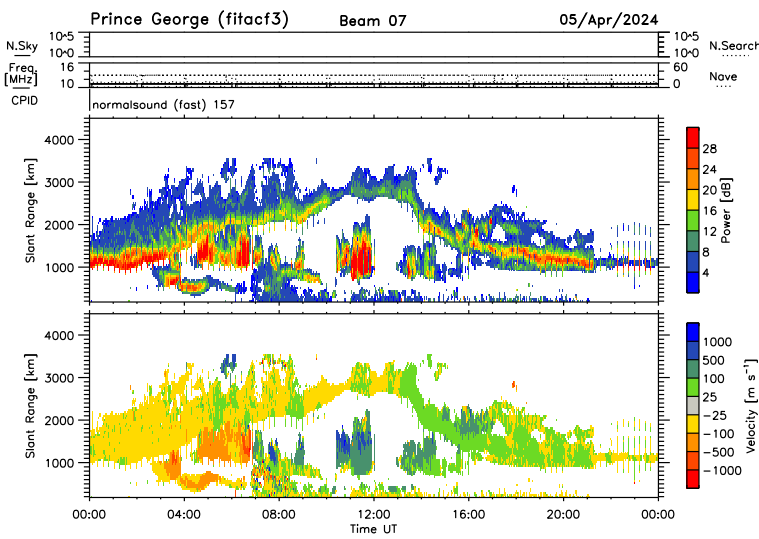 Prince George (fitacf3) Beam 07 05/Apr/2024
N.Sky 10^5 10^0 10^5 10^0 N.Search
Freq. [MHz] 16 10 60 0 Nave
CPID normalsound (fast) 157
Slant Range [km] 4000 3000 2000 1000
28 24 20 16 12 8 4 Power [dB]
Slant Range [km] 4000 3000 2000 1000
1000 500 100 25 −25 −100 −500 −1000 Velocity [m s⁻¹]
00:00 04:00 08:00 12:00 16:00 20:00 00:00
Time UT